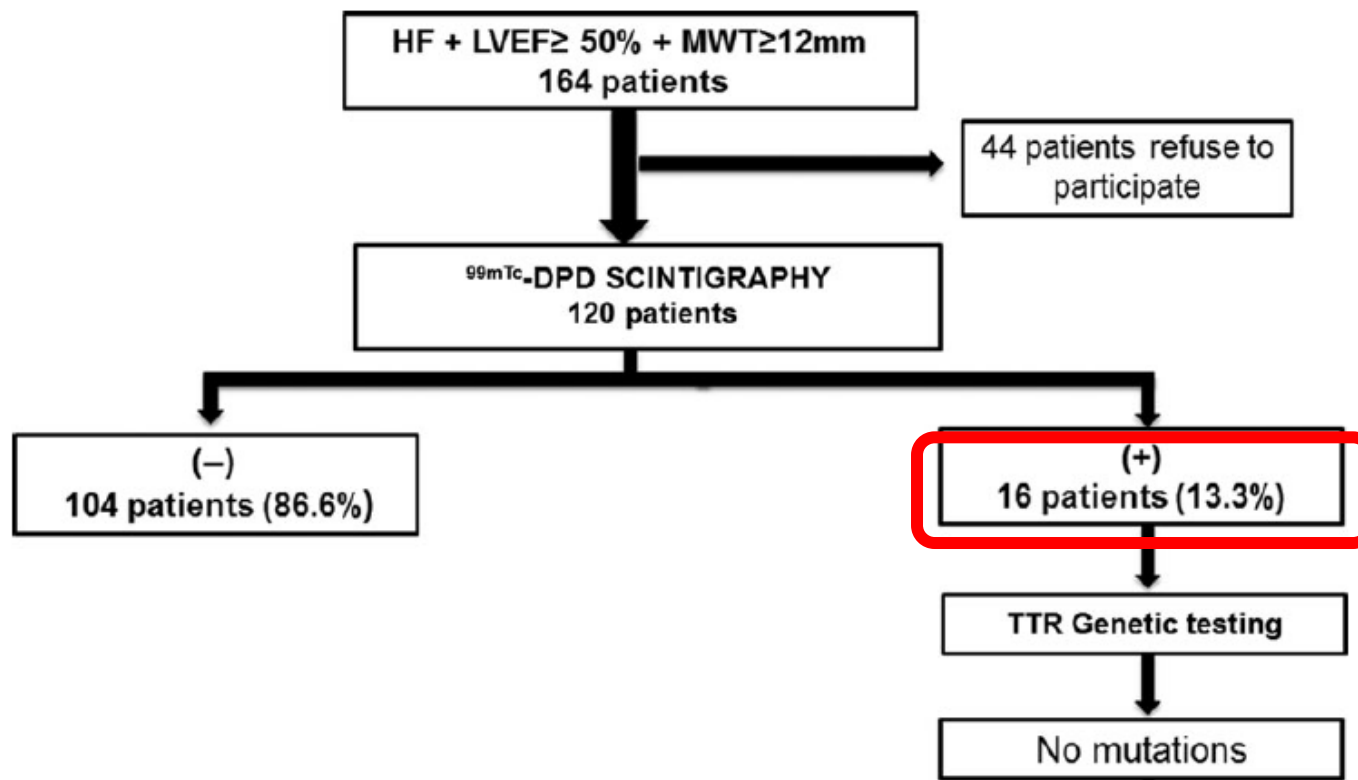 HF + LVEF≥ 50% + MWT≥12mm
164 patients
44 patients refuse to
participate
99mTc-DPD SCINTIGRAPHY
120 patients
(–)
104 patients (86.6%)
(+)
16 patients (13.3%)
TTR Genetic testing
No mutations